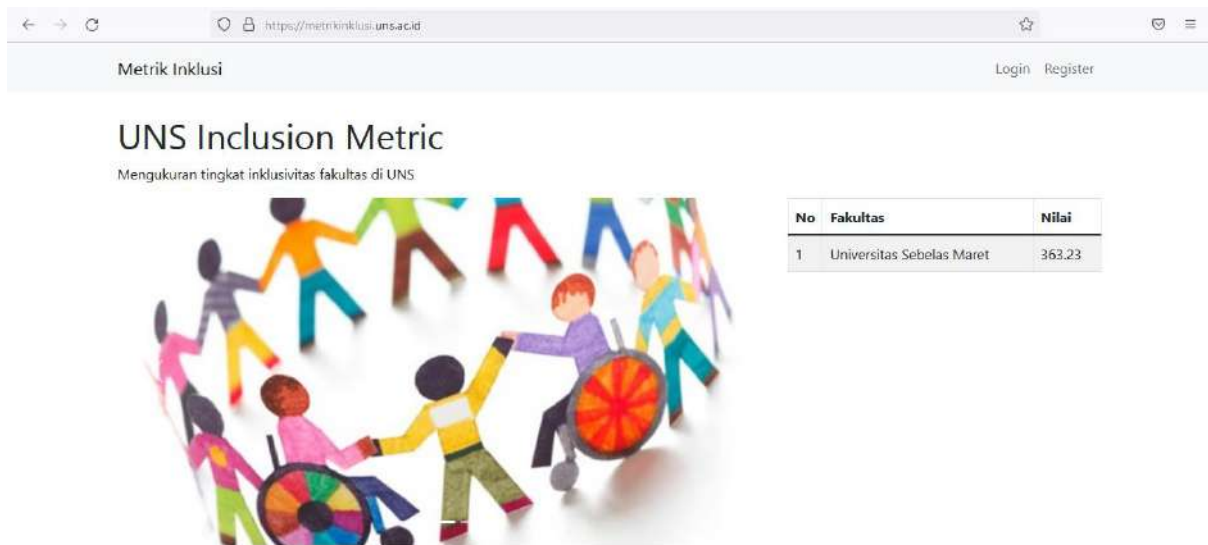 https://metrikinklusi.uns.ac.id
Metrik Inklusi
Login Register
UNS Inclusion Metric
Mengukuran tingkat inklusivitas fakultas di UNS
No Fakultas Nilai
1 Universitas Sebelas Maret 363.23